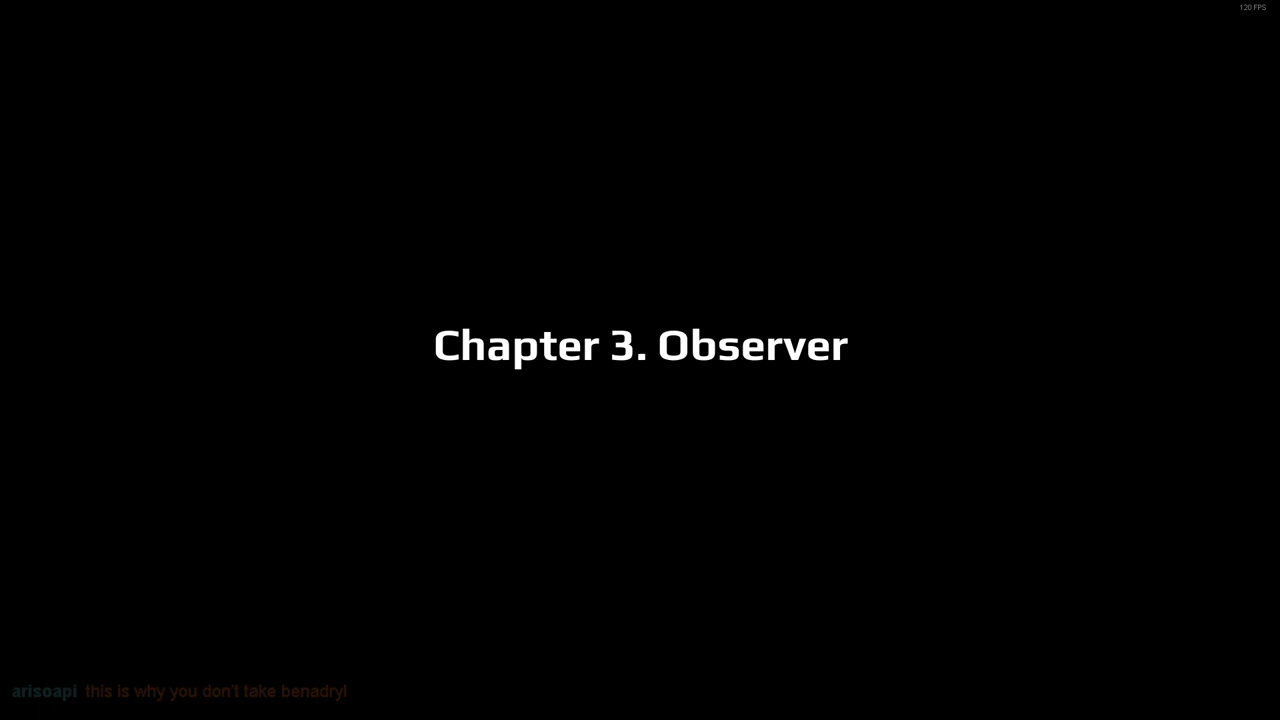 120 FPS
Chapter 3. Observer
arisoapi this is why you don't take benadryl